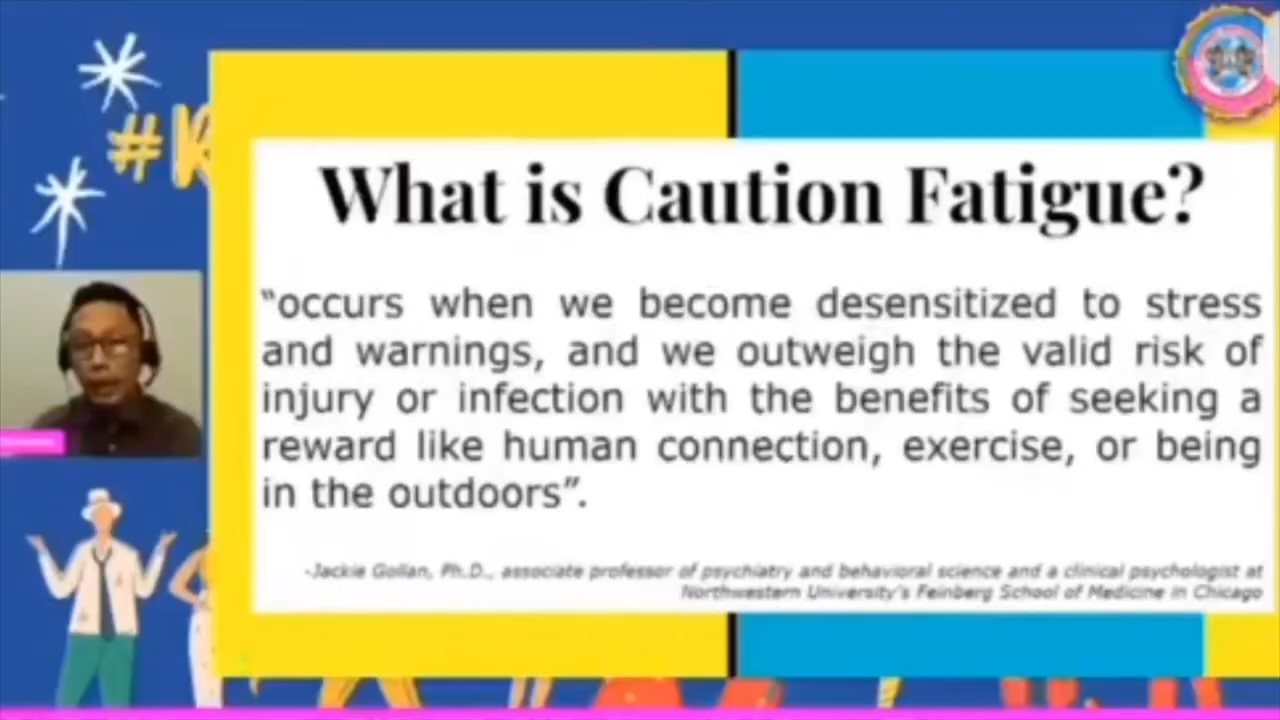 #K
What is Caution Fatigue?
“occurs when we become desensitized to stress
and warnings, and we outweigh the valid risk of
injury or infection with the benefits of seeking a
reward like human connection, exercise, or being
in the outdoors”.
-Jackie Gollan, Ph.D., associate professor of psychiatry and behavioral science and a clinical psychologist at
Northwestern University's Feinberg School of Medicine in Chicago